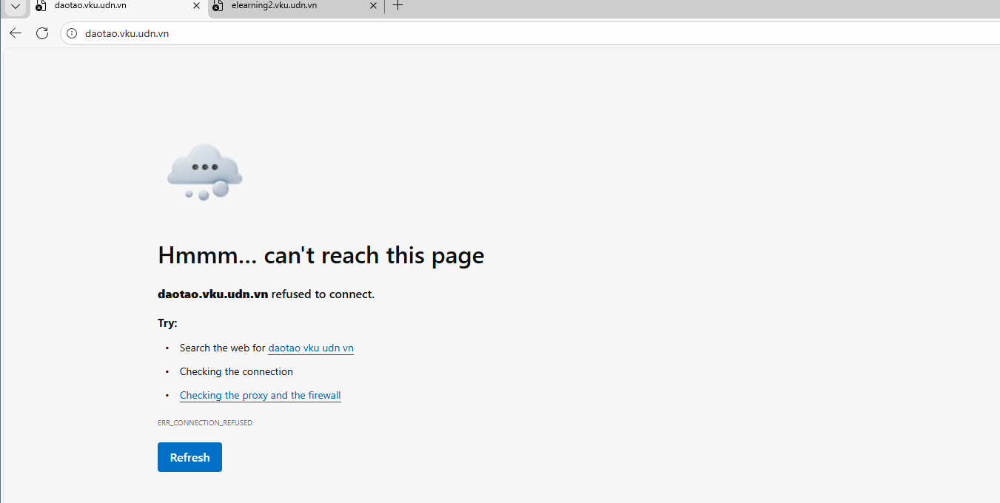 daotao.vku.udn.vn
elearning2.vku.udn.vn
daotao.vku.udn.vn
Hmmm... can't reach this page
daotao.vku.udn.vn refused to connect.
Try:
• Search the web for daotao vku udn vn
• Checking the connection
• Checking the proxy and the firewall
ERR_CONNECTION_REFUSED
Refresh